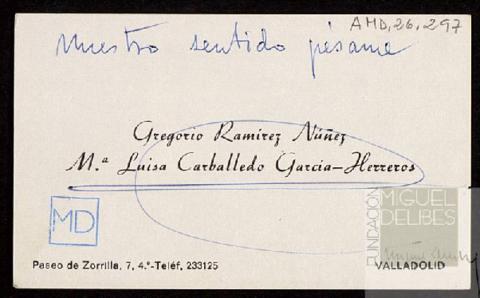 AMD,26,297
Nuestro sentido pésame
Gregorio Ramírez Núñez
M.ª Luisa Carballedo García-Herreros
MD
Paseo de Zorrilla, 7, 4.º-Teléf. 233125
VALLADOLID
FUNDACIÓN
MIGUEL
DELIBES